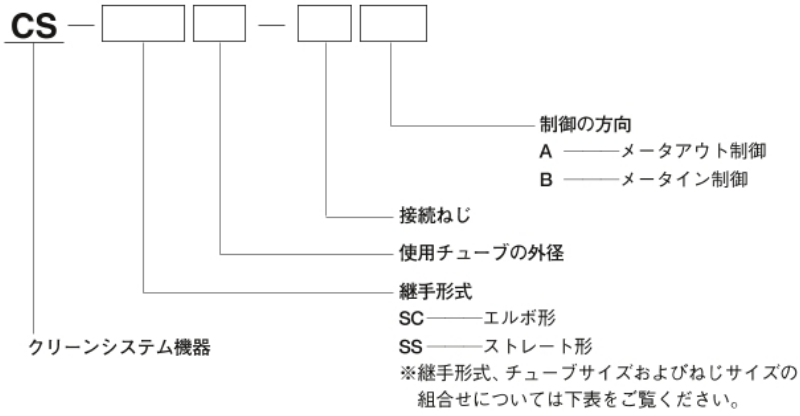 CS — —
制御の方向
A ———メータアウト制御
B ———メータイン制御
接続ねじ
使用チューブの外径
継手形式
SC———エルボ形
SS———ストレート形
クリーンシステム機器
※継手形式、チューブサイズおよびねじサイズの
組合せについては下表をご覧ください。